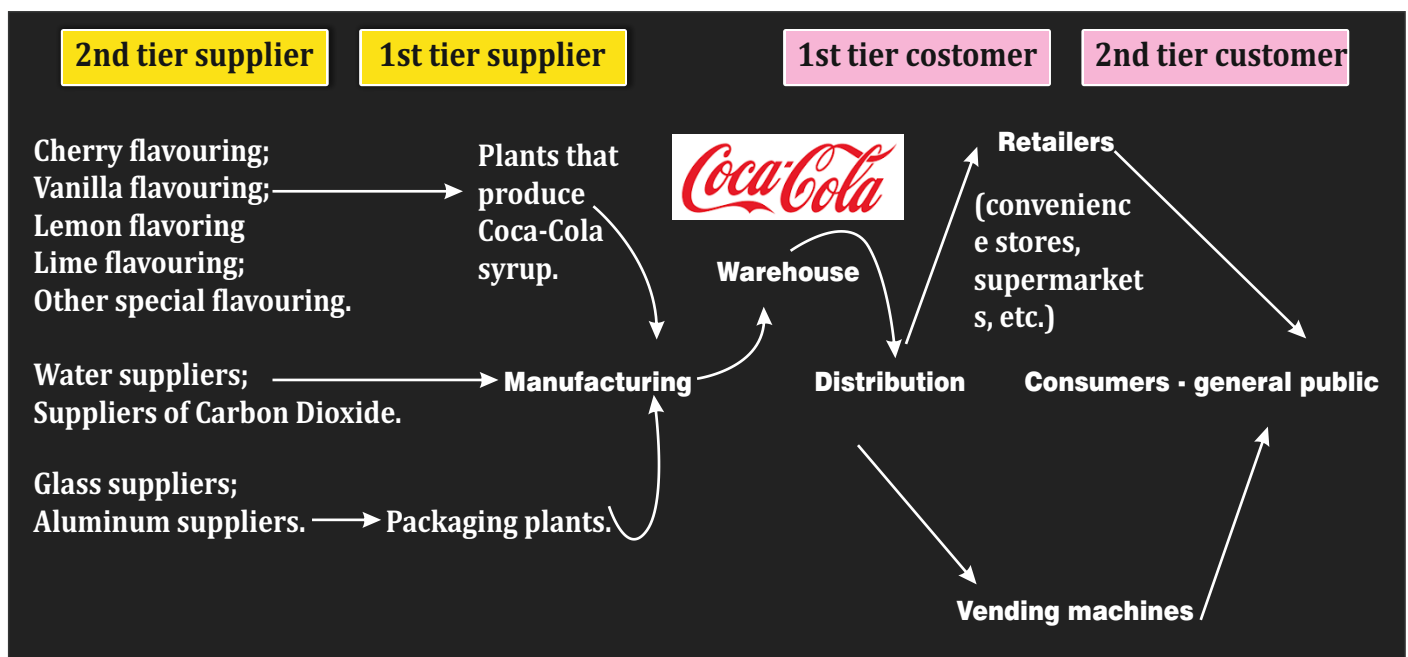 2nd tier supplier
1st tier supplier
1st tier costomer
2nd tier customer
Cherry flavouring;
Vanilla flavouring;
Lemon flavoring
Lime flavouring;
Other special flavouring.
Plants that
produce
Coca-Cola
syrup.
Coca-Cola
Warehouse
Retailers
(convenienc
e stores,
supermarket
s, etc.)
Water suppliers;
Suppliers of Carbon Dioxide.
Manufacturing
Distribution
Consumers - general public
Glass suppliers;
Aluminum suppliers.
Packaging plants.
Vending machines